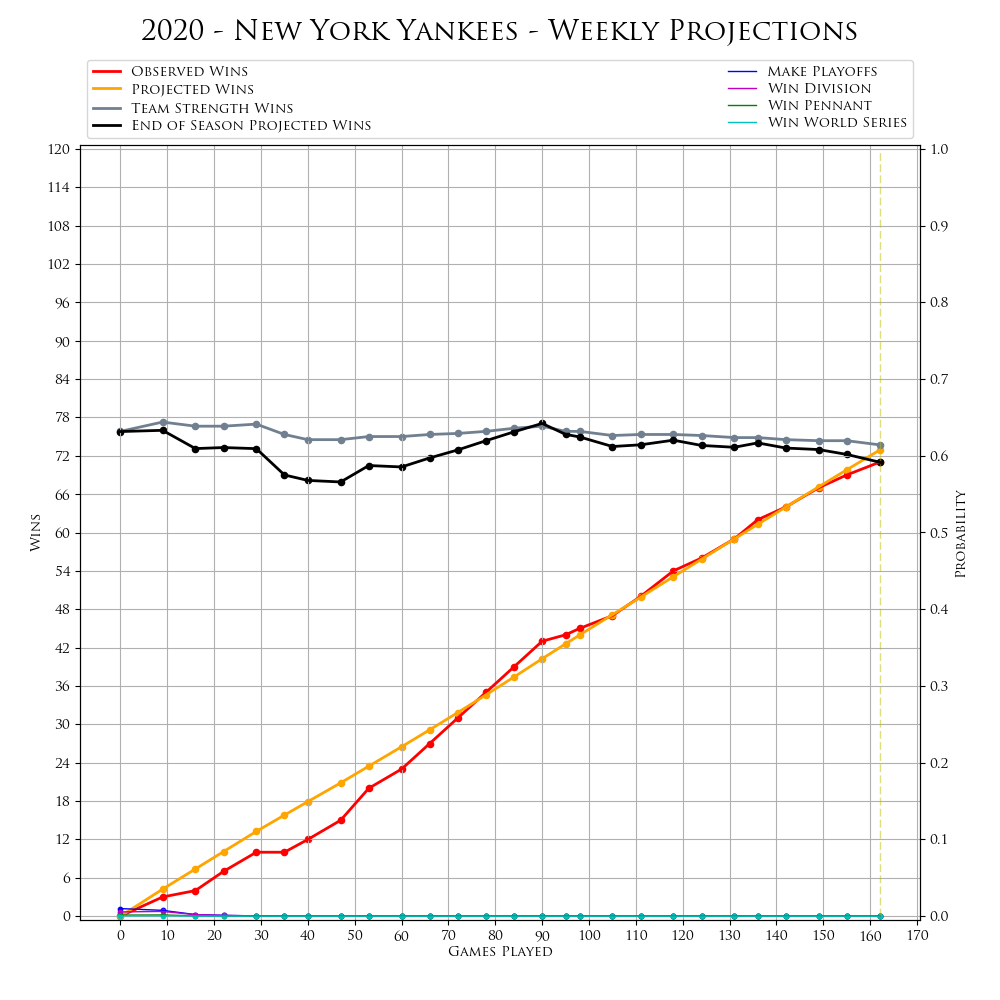 2020 - New York Yankees - Weekly Projections
Observed Wins
Projected Wins
Team Strength Wins
End of Season Projected Wins
Make Playoffs
Win Division
Win Pennant
Win World Series
120
114
108
102
96
90
84
78
72
66
60
54
48
42
36
30
24
18
12
6
0
Wins
1.0
0.9
0.8
0.7
0.6
0.5
0.4
0.3
0.2
0.1
0.0
Probability
0 10 20 30 40 50 60 70 80 90 100 110 120 130 140 150 160 170
Games Played